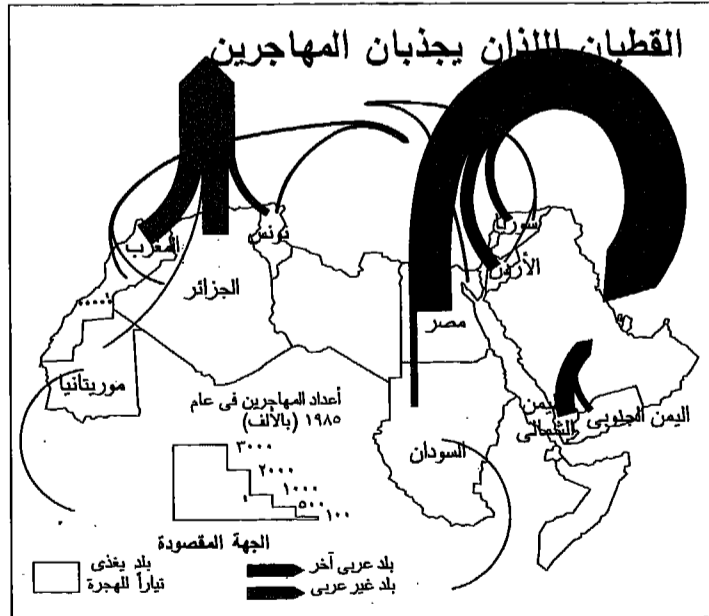 القطبان اللذان يجذبان المهاجرين
سوريا
تونس
المغرب
الأردن
الجزائر
مصر
موريتانيا
أعداد المهاجرين فى عام
١٩٨٥ (بالألف)
اليمن الجنوبى
اليمن
الشمالى
السودان
٣٠٠٠
٢٠٠٠
١٠٠٠
٥٠٠
١٠٠
الجهة المقصودة
بلد عربى آخر
بلد غير عربى
بلد يغذى
تياراً للهجرة